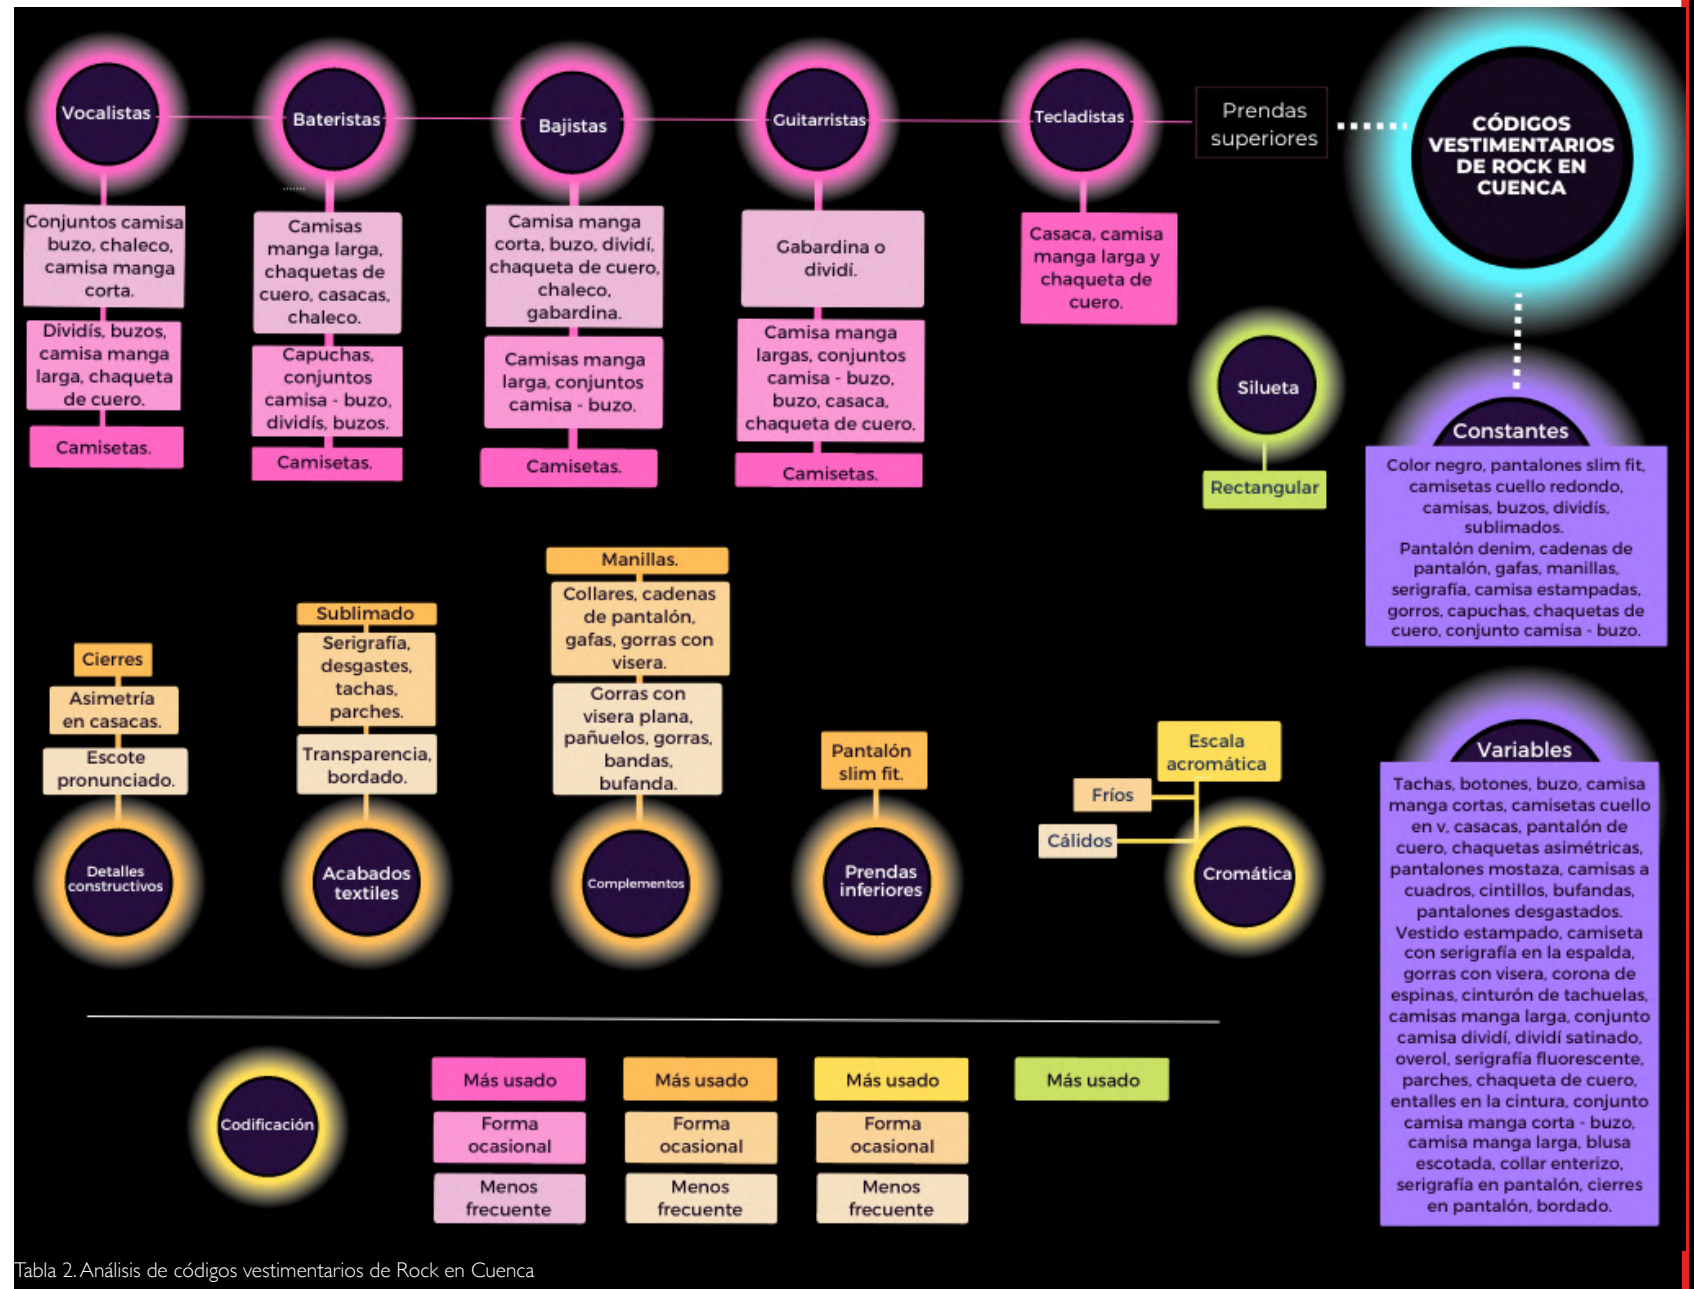 Vocalistas
Bateristas
Bajistas
Guitarristas
Tecladistas
Prendas
superiores
CÓDIGOS
VESTIMENTARIOS
DE ROCK EN
CUENCA
Conjuntos camisa
buzo, chaleco,
camisa manga
corta.
Dividís, buzos,
camisa manga
larga, chaqueta
de cuero.
Camisetas.
Camisas
manga larga,
chaquetas de
cuero, casacas,
chaleco.
Capuchas,
conjuntos
camisa - buzo,
dividís, buzos.
Camisetas.
Camisa manga
corta, buzo, dividí,
chaqueta de cuero,
chaleco,
gabardina.
Camisas manga
larga, conjuntos
camisa - buzo.
Camisetas.
Gabardina o
dividí.
Camisa manga
largas, conjuntos
camisa - buzo,
buzo, casaca,
chaqueta de cuero.
Camisetas.
Casaca, camisa
manga larga y
chaqueta de
cuero.
Silueta
Rectangular
Constantes
Color negro, pantalones slim fit,
camisetas cuello redondo,
camisas, buzos, dividís,
sublimados.
Pantalón denim, cadenas de
pantalón, gafas, manillas,
serigrafía, camisa estampadas,
gorros, capuchas, chaquetas de
cuero, conjunto camisa - buzo.
Cierres
Asimetría
en casacas.
Escote
pronunciado.
Detalles
constructivos
Sublimado
Serigrafía,
desgastes,
tachas,
parches.
Transparencia,
bordado.
Acabados
textiles
Manillas.
Collares, cadenas
de pantalón,
gafas, gorras con
visera.
Gorras con
visera plana,
pañuelos, gorras,
bandas,
bufanda.
Complementos
Pantalón
slim fit.
Prendas
inferiores
Escala
acromática
Fríos
Cálidos
Cromática
Variables
Tachas, botones, buzo, camisa
manga cortas, camisetas cuello
en v, casacas, pantalón de
cuero, chaquetas asimétricas,
pantalones mostaza, camisas a
cuadros, cintillos, bufandas,
pantalones desgastados.
Vestido estampado, camiseta
con serigrafía en la espalda,
gorras con visera, corona de
espinas, cinturón de tachuelas,
camisas manga larga, conjunto
camisa dividí, dividí satinado,
overol, serigrafía fluorescente,
parches, chaqueta de cuero,
entalles en la cintura, conjunto
camisa manga corta - buzo,
camisa manga larga, blusa
escotada, collar enterizo,
serigrafía en pantalón, cierres
en pantalón, bordado.
Codificación
Más usado
Forma
ocasional
Menos
frecuente
Más usado
Forma
ocasional
Menos
frecuente
Más usado
Forma
ocasional
Menos
frecuente
Más usado
Tabla 2. Análisis de códigos vestimentarios de Rock en Cuenca